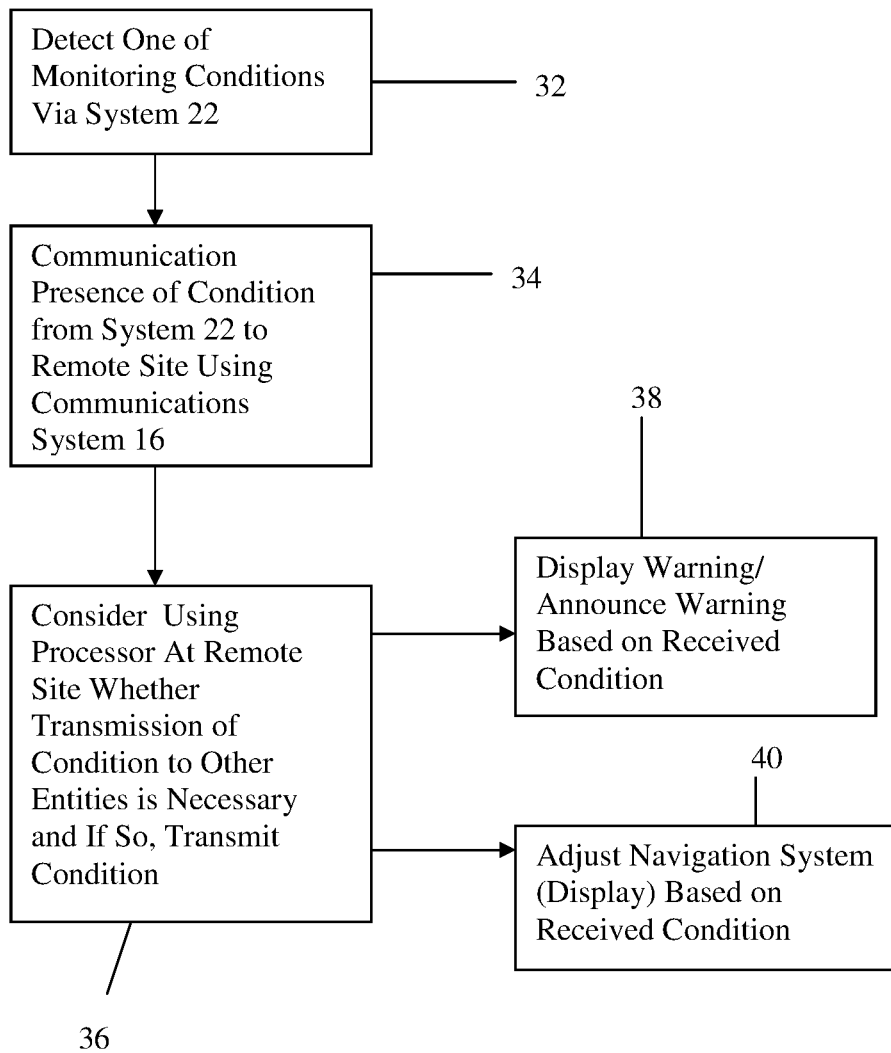 Detect One of
Monitoring Conditions
Via System 22
32
Communication
Presence of Condition
from System 22 to
Remote Site Using
Communications
System 16
34
Consider Using
Processor At Remote
Site Whether
Transmission of
Condition to Other
Entities is Necessary
and If So, Transmit
Condition
36
38
Display Warning/
Announce Warning
Based on Received
Condition
40
Adjust Navigation System
(Display) Based on
Received Condition